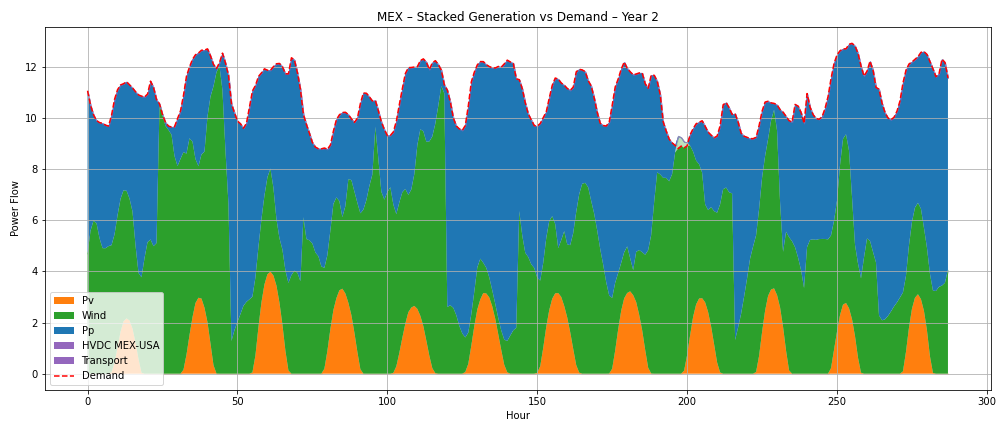 MEX – Stacked Generation vs Demand – Year 2
Power Flow
12
10
8
6
4
2
0
Pv
Wind
Pp
HVDC MEX-USA
Transport
Demand
0 50 100 150 200 250 300
Hour